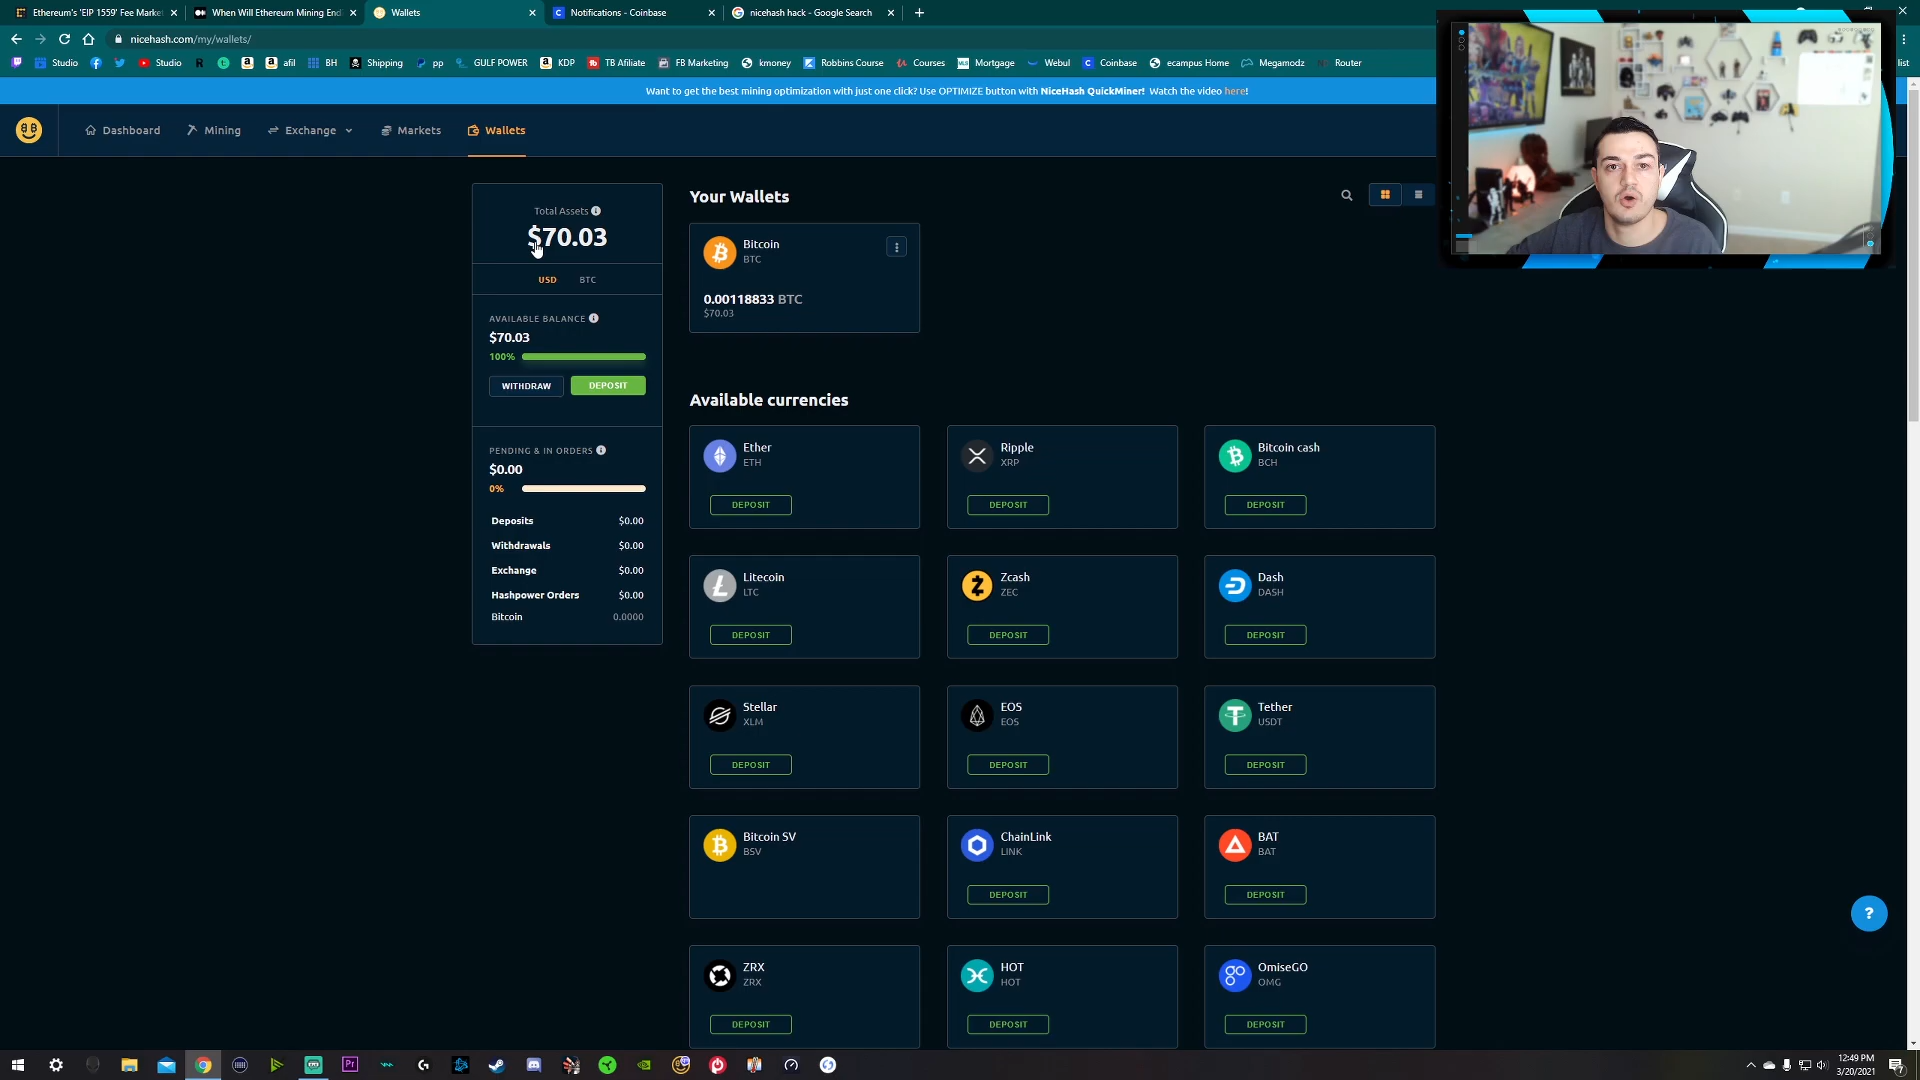 Ethereum's 'EIP 1559' Fee Market
When Will Ethereum Mining End
Wallets
Notifications - Coinbase
nicehash hack - Google Search
nicehash.com/my/wallets/
Studio
Studio
afil
BH
Shipping
pp
GULF POWER
KDP
TB Afiliate
FB Marketing
kmoney
Robbins Course
Courses
Mortgage
Webul
Coinbase
ecampus Home
Megamodz
Router
list
Want to get the best mining optimization with just one click? Use OPTIMIZE button with NiceHash QuickMiner! Watch the video here!
Dashboard
Mining
Exchange
Markets
Wallets
Total Assets
$70.03
USD
BTC
AVAILABLE BALANCE
$70.03
100%
WITHDRAW
DEPOSIT
PENDING & IN ORDERS
$0.00
0%
Deposits $0.00
Withdrawals $0.00
Exchange $0.00
Hashpower Orders $0.00
Bitcoin 0.0000
Your Wallets
Bitcoin
BTC
0.00118833 BTC
$70.03
Available currencies
Ether
ETH
DEPOSIT
Ripple
XRP
DEPOSIT
Bitcoin cash
BCH
DEPOSIT
Litecoin
LTC
DEPOSIT
Zcash
ZEC
DEPOSIT
Dash
DASH
DEPOSIT
Stellar
XLM
DEPOSIT
EOS
EOS
DEPOSIT
Tether
USDT
DEPOSIT
Bitcoin SV
BSV
ChainLink
LINK
DEPOSIT
BAT
BAT
DEPOSIT
ZRX
ZRX
DEPOSIT
HOT
HOT
DEPOSIT
OmiseGO
OMG
DEPOSIT
?
12:49 PM
3/20/2021